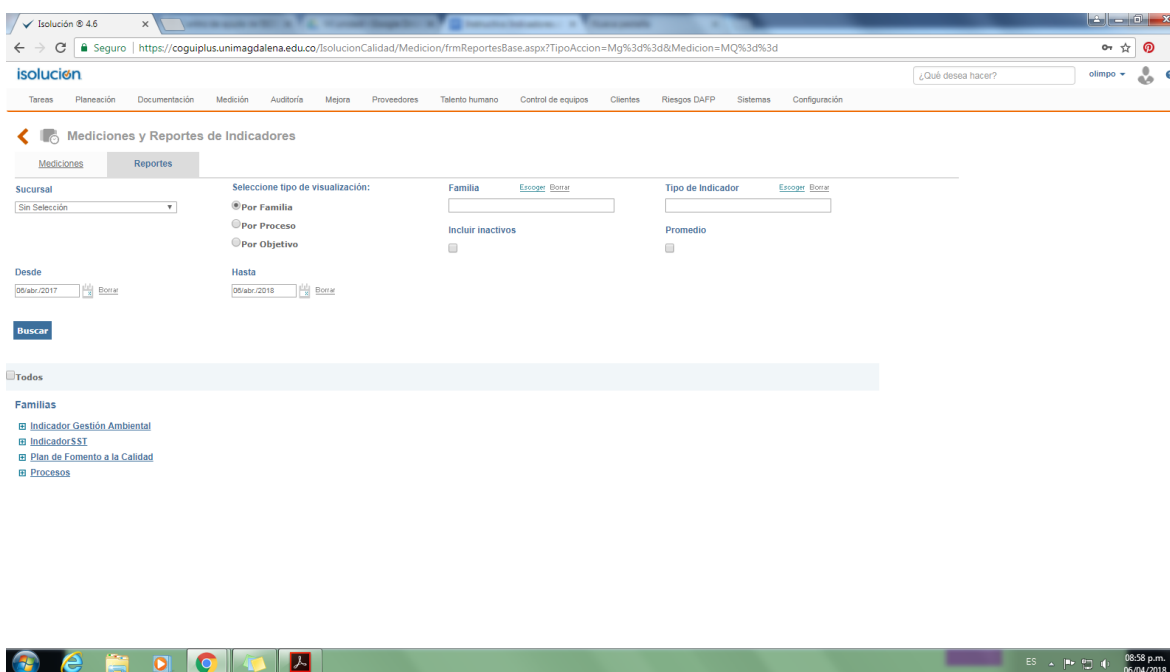 Isolución ® 4.6
Seguro | https://coguiplus.unimagdalena.edu.co/IsolucionCalidad/Medicion/frmReportesBase.aspx?TipoAccion=Mg%3d%3d&Medicion=MQ%3d%3d
isolución
¿Qué desea hacer?
olimpo
Tareas Planeación Documentación Medición Auditoría Mejora Proveedores Talento humano Control de equipos Clientes Riesgos DAFP Sistemas Configuración
Mediciones y Reportes de Indicadores
Mediciones Reportes
Sucursal Seleccione tipo de visualización: Familia Escoger Borrar Tipo de Indicador Escoger Borrar
Sin Selección Por Familia
Por Proceso Incluir inactivos Promedio
Por Objetivo
Desde Hasta
06/abr./2017 Borrar 06/abr./2018 Borrar
Buscar
Todos
Familias
Indicador Gestión Ambiental
IndicadorSST
Plan de Fomento a la Calidad
Procesos
ES 08:58 p.m.
06/04/2018